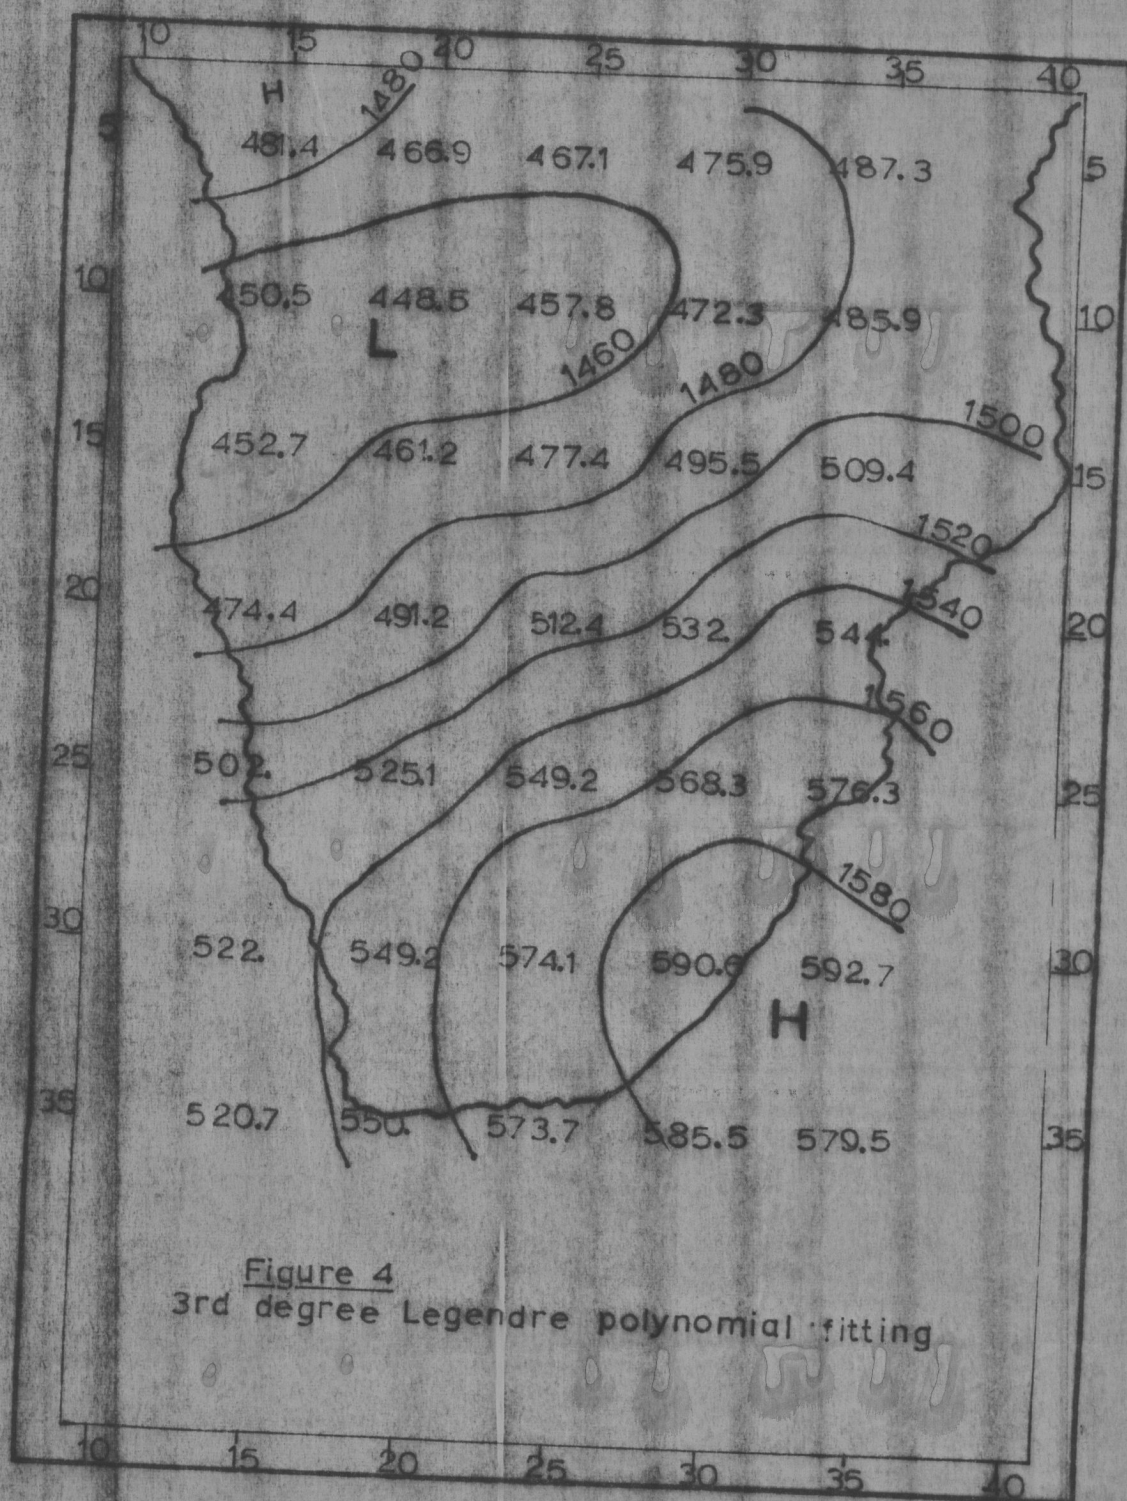 10 15 20 25 30 35 40
H 1480
5 481.4 466.9 467.1 475.9 487.3 5
10 450.5 448.5 457.8 472.3 485.9 10
L 1460 1480
1500
15 452.7 461.2 477.4 495.5 509.4 15
1520
1540
20 474.4 491.2 512.4 532. 544. 20
1560
25 502. 525.1 549.2 568.3 576.3 25
1580
30 522. 549.2 574.1 590.6 592.7 30
H
35 520.7 550. 573.7 585.5 579.5 35
Figure 4
3rd degree Legendre polynomial fitting
10 15 20 25 30 35 40